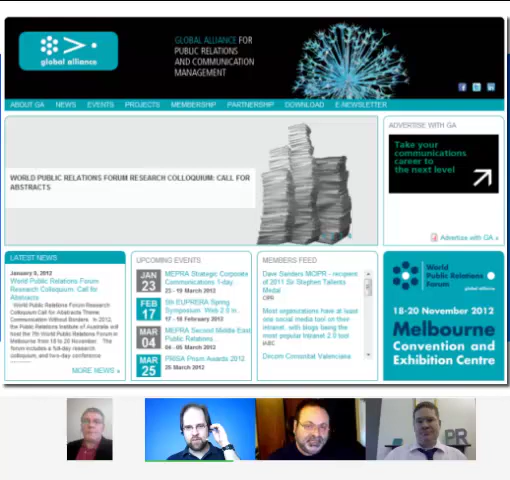 global alliance
GLOBAL ALLIANCE FOR
PUBLIC RELATIONS
AND COMMUNICATION
MANAGEMENT
ABOUT GA NEWS EVENTS PROJECTS MEMBERSHIP PARTNERSHIP DOWNLOAD E-NEWSLETTER
WORLD PUBLIC RELATIONS FORUM RESEARCH COLLOQUIUM: CALL FOR
ABSTRACTS
ADVERTISE WITH GA
Take your
communications
career to
the next level
Advertise with GA »
LATEST NEWS
January 9, 2012
World Public Relations Forum
Research Colloquium. Call for
Abstracts
World Public Relations Forum Research
Colloquium Call for Abstracts Theme:
Communication Without Borders. In 2012,
the Public Relations Institute of Australia will
host the 7th World Public Relations Forum in
Melbourne from 18 to 20 November. The
forum includes a full-day research
colloquium, and two-day conference
MORE NEWS »
UPCOMING EVENTS
JAN
23
MEPRA Strategic Corporate
Communications 1-day
23 - 19 March 2012
FEB
17
5th EUPRERA Spring
Symposium. Web 2.0 in
17 - 18 February 2012
MAR
04
MEPRA Second Middle East
Public Relations
04 - 05 March 2012
MAR
25
PRISA Prism Awards 2012
25 March 2012
MEMBERS FEED
Dave Sanders MCIPR - recipient
of 2011 Sir Stephen Tallents
Medal
CIPR
Most organizations have at least
one social media tool on their
intranet, with blogs being the
most popular Intranet 2.0 tool
IABC
Dircom Comunitat Valenciana
World
Public Relations
Forum
global alliance
18-20 November 2012
Melbourne
Convention and
Exhibition Centre
PR